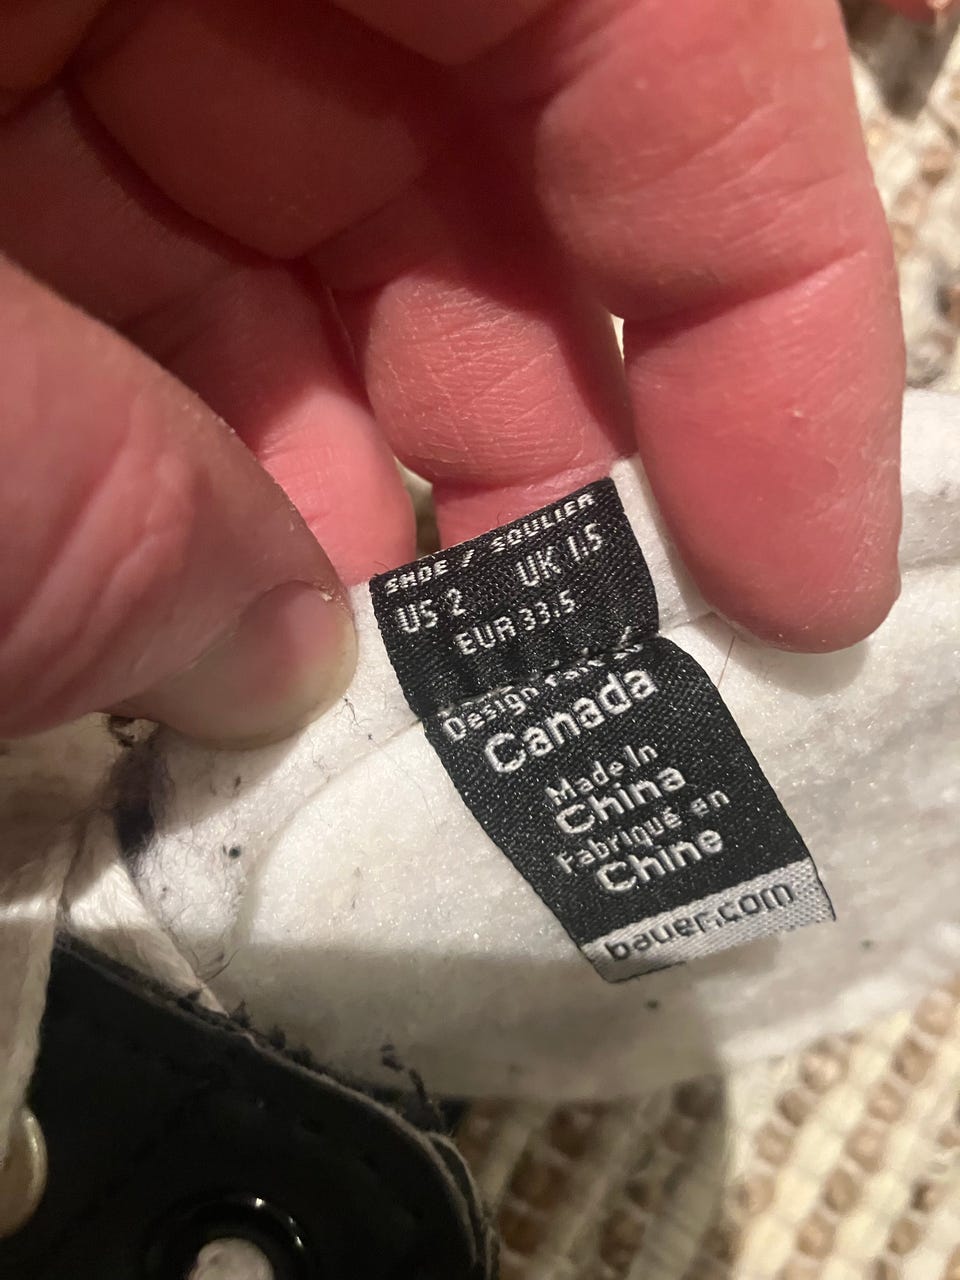 SHOE / SOULIER
US 2 UK 1.5
EUR 33.5
Design
Canada
Made In
China
Fabriqué en
Chine
bauer.com